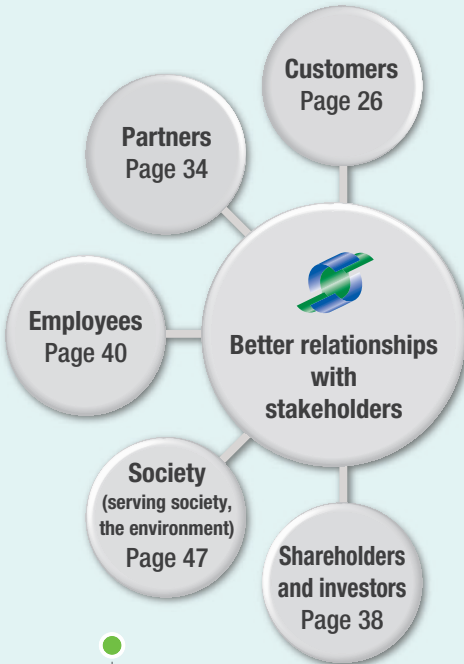 Customers
Page 26
Partners
Page 34
Employees
Page 40
Better relationships
with
stakeholders
Society
(serving society,
the environment)
Page 47
Shareholders
and investors
Page 38